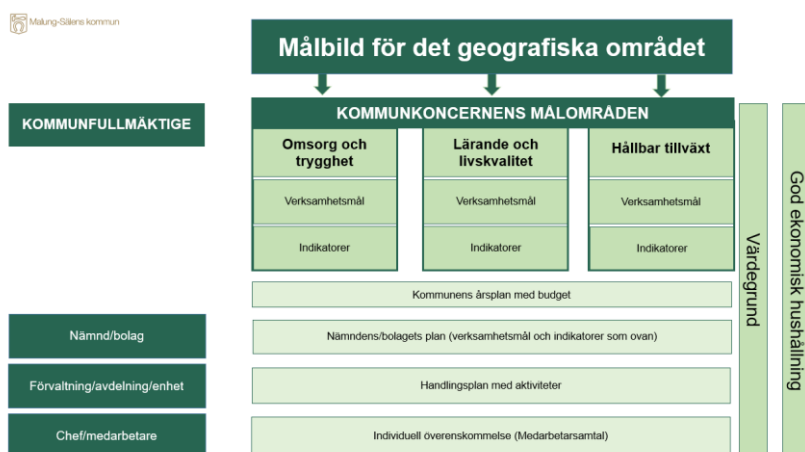 Malung-Sälens kommun
Målbild för det geografiska området
KOMMUNFULLMÄKTIGE
KOMMUNKONCERNENS MÅLOMRÅDEN
Omsorg och
trygghet
Verksamhetsmål
Indikatorer
Lärande och
livskvalitet
Verksamhetsmål
Indikatorer
Hållbar tillväxt
Verksamhetsmål
Indikatorer
Kommunens årsplan med budget
Nämnd/bolag
Nämndens/bolagets plan (verksamhetsmål och indikatorer som ovan)
Förvaltning/avdelning/enhet
Handlingsplan med aktiviteter
Chef/medarbetare
Individuell överenskommelse (Medarbetarsamtal)
Värdegrund
God ekonomisk hushållning